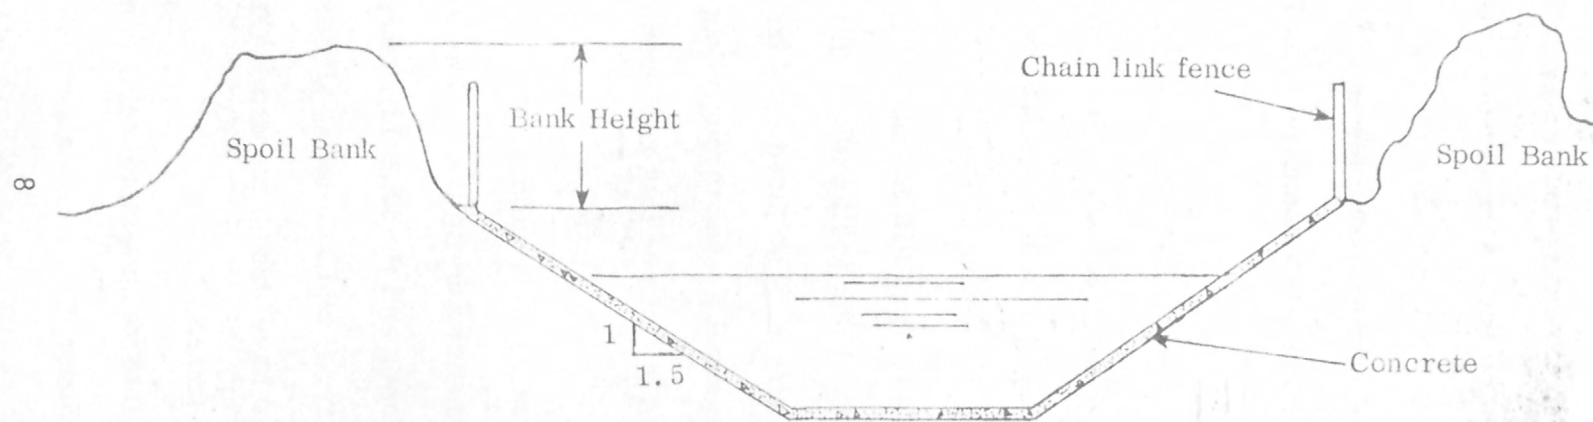 Chain link fence
Bank Height
Spoil Bank
Spoil Bank
8
1
1.5
Concrete